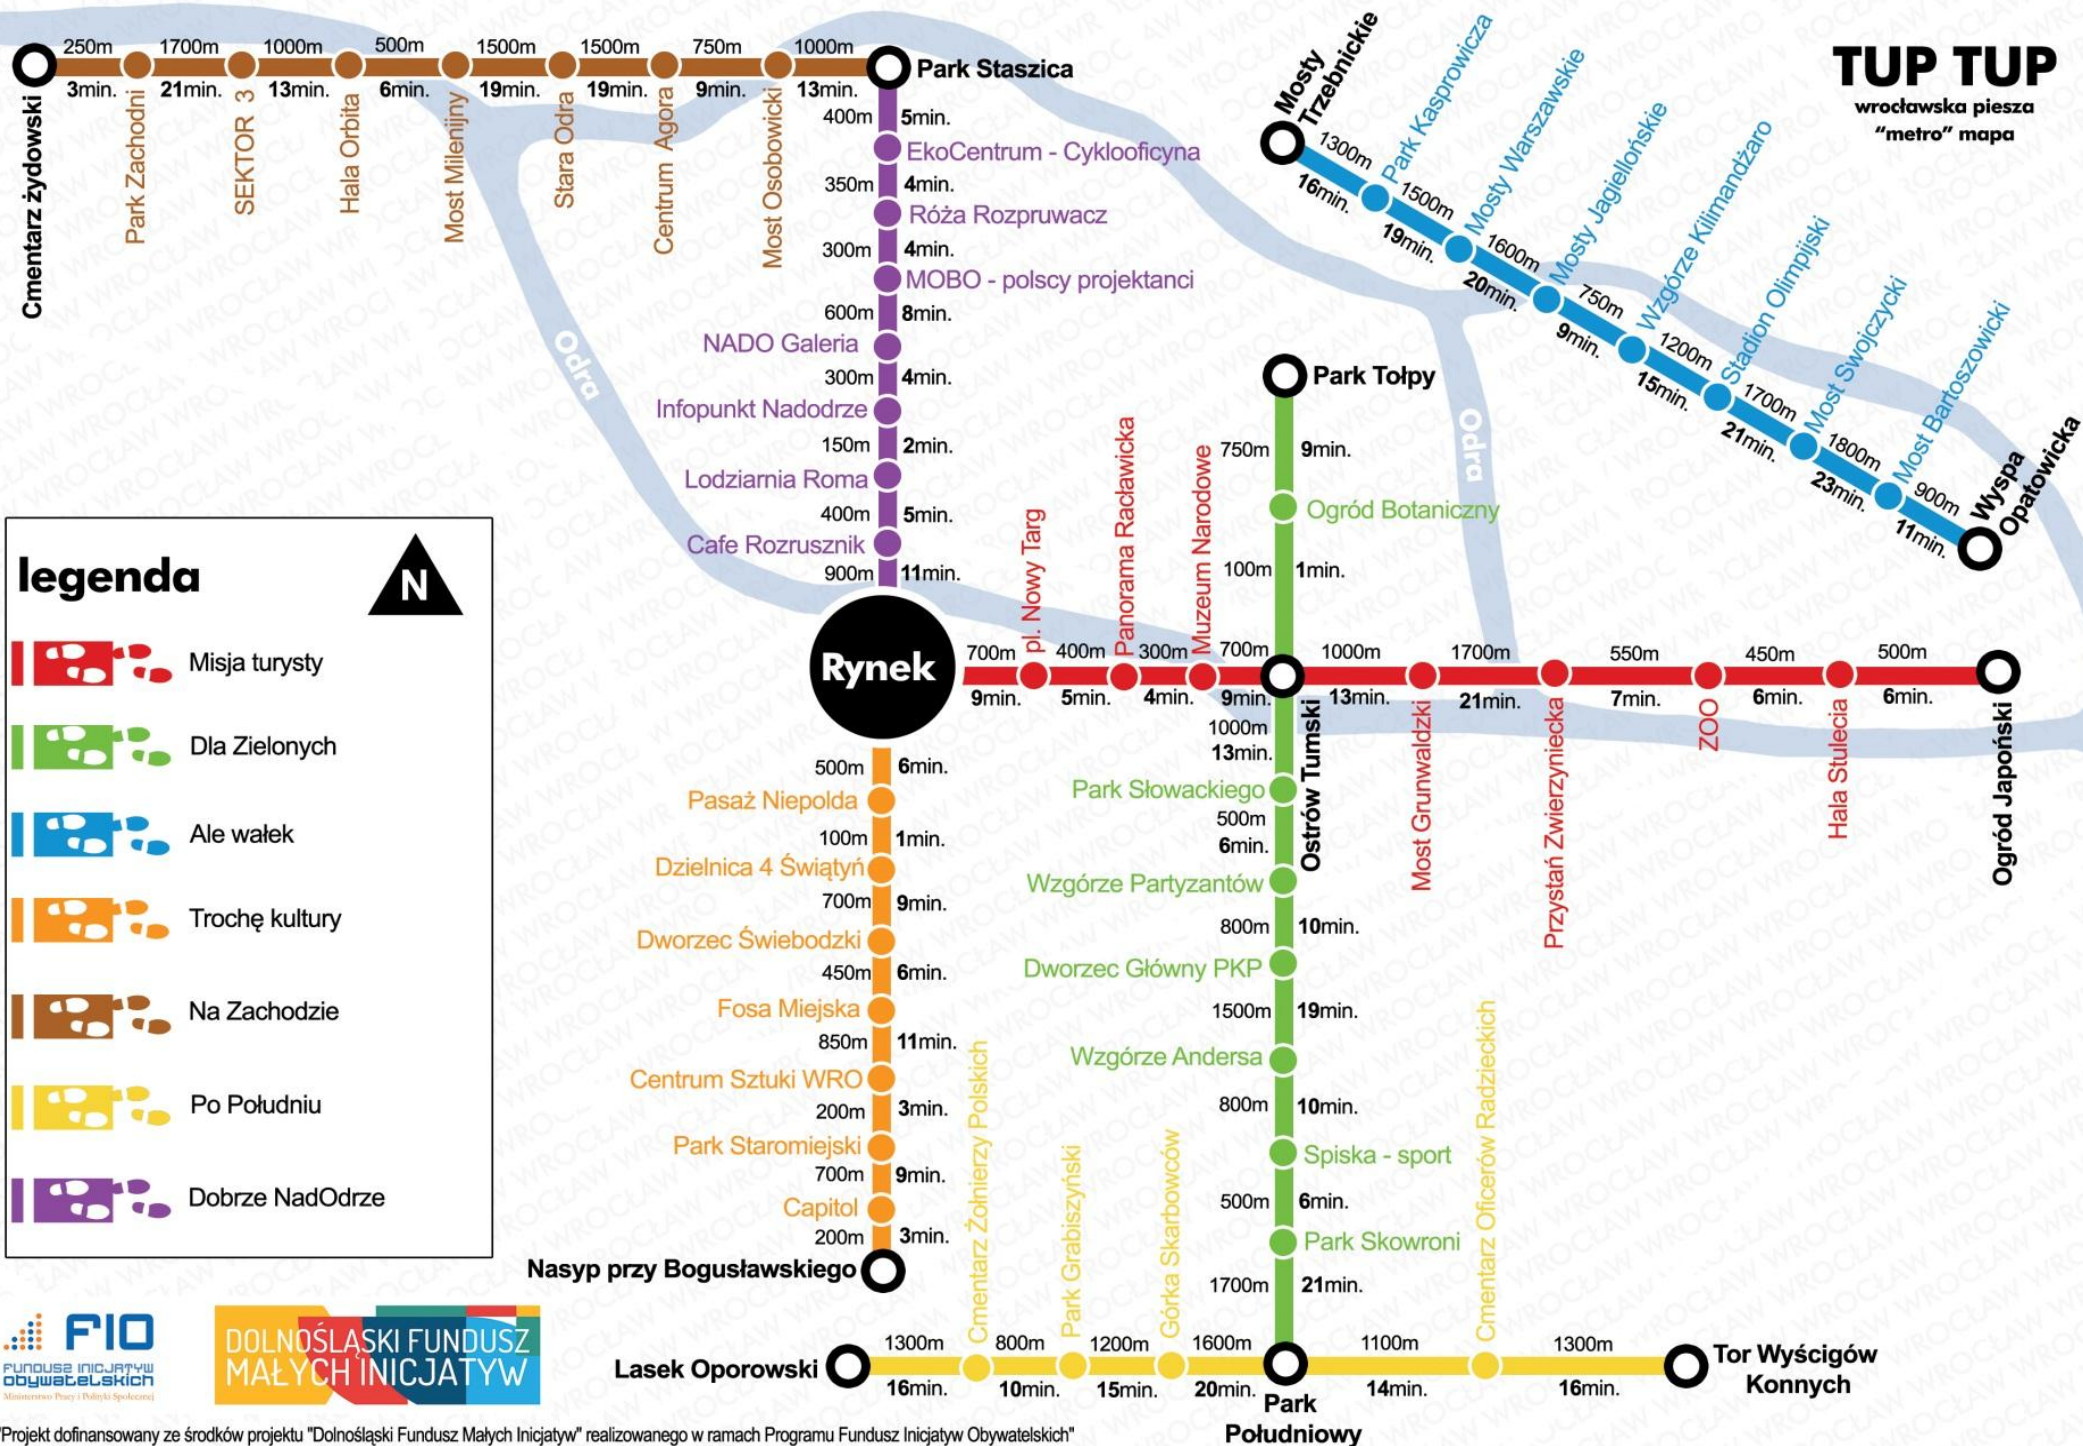 TUP TUP
wrocławska piesza
"metro" mapa
250m
1700m
1000m
500m
1500m
1500m
750m
1000m
3min.
21min.
13min.
6min.
19min.
19min.
9min.
13min.
Cmentarz żydowski
Park Zachodni
SEKTOR 3
Hala Orbita
Most Milenijny
Stara Odra
Centrum Agora
Most Osobowicki
Park Staszica
400m 5min.
EkoCentrum - Cyklooficyna
350m 4min.
Róża Rozpruwacz
300m 4min.
MOBO - polscy projektanci
600m 8min.
NADO Galeria
300m 4min.
Infopunkt Nadodrze
150m 2min.
Lodziarnia Roma
400m 5min.
Cafe Rozrusznik
900m 11min.
Rynek
Odra
Odra
Mosty
Trzebnickie
1300m
16min.
Park Kasprowicza
1500m
19min.
Mosty Warszawskie
1600m
20min.
Mosty Jagiellońskie
750m
9min.
Wzgórze Kilimandżaro
1200m
15min.
Stadion Olimpijski
1700m
21min.
Most Swojczycki
1800m
23min.
Most Bartoszowicki
900m
11min.
Wyspa
Opatowicka
700m
9min.
pl. Nowy Targ
400m
5min.
Panorama Racławicka
300m
4min.
Muzeum Narodowe
700m
9min.
Ostrów Tumski
1000m
13min.
Most Grunwaldzki
1700m
21min.
Przystań Zwierzyniecka
550m
7min.
ZOO
450m
6min.
Hala Stulecia
500m
6min.
Ogród Japoński
Park Tołpy
750m 9min.
Ogród Botaniczny
100m 1min.
1000m
13min.
Park Słowackiego
500m
6min.
Wzgórze Partyzantów
800m 10min.
Dworzec Główny PKP
1500m 19min.
Wzgórze Andersa
800m 10min.
Spiska - sport
500m 6min.
Park Skowroni
1700m 21min.
Park
Południowy
500m 6min.
Pasaż Niepolda
100m 1min.
Dzielnica 4 Świątyń
700m 9min.
Dworzec Świebodzki
450m 6min.
Fosa Miejska
850m 11min.
Centrum Sztuki WRO
200m 3min.
Park Staromiejski
700m 9min.
Capitol
200m 3min.
Nasyp przy Bogusławskiego
Lasek Oporowski
1300m
16min.
Cmentarz Żołnierzy Polskich
800m
10min.
Park Grabiszyński
1200m
15min.
Górka Skarbowców
1600m
20min.
1100m
14min.
Cmentarz Oficerów Radzieckich
1300m
16min.
Tor Wyścigów
Konnych
legenda
N
Misja turysty
Dla Zielonych
Ale wałek
Trochę kultury
Na Zachodzie
Po Południu
Dobrze NadOdrze
FIO
FUNDUSZ INICJATYW
obywatelskich
Ministerstwo Pracy i Polityki Społecznej
DOLNOŚLĄSKI FUNDUSZ
MAŁYCH INICJATYW
"Projekt dofinansowany ze środków projektu "Dolnośląski Fundusz Małych Inicjatyw" realizowanego w ramach Programu Fundusz Inicjatyw Obywatelskich"